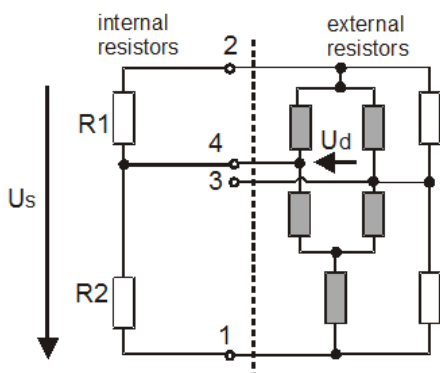 internal
resistors
2
external
resistors
R1
4
Ud
3
Us
R2
1